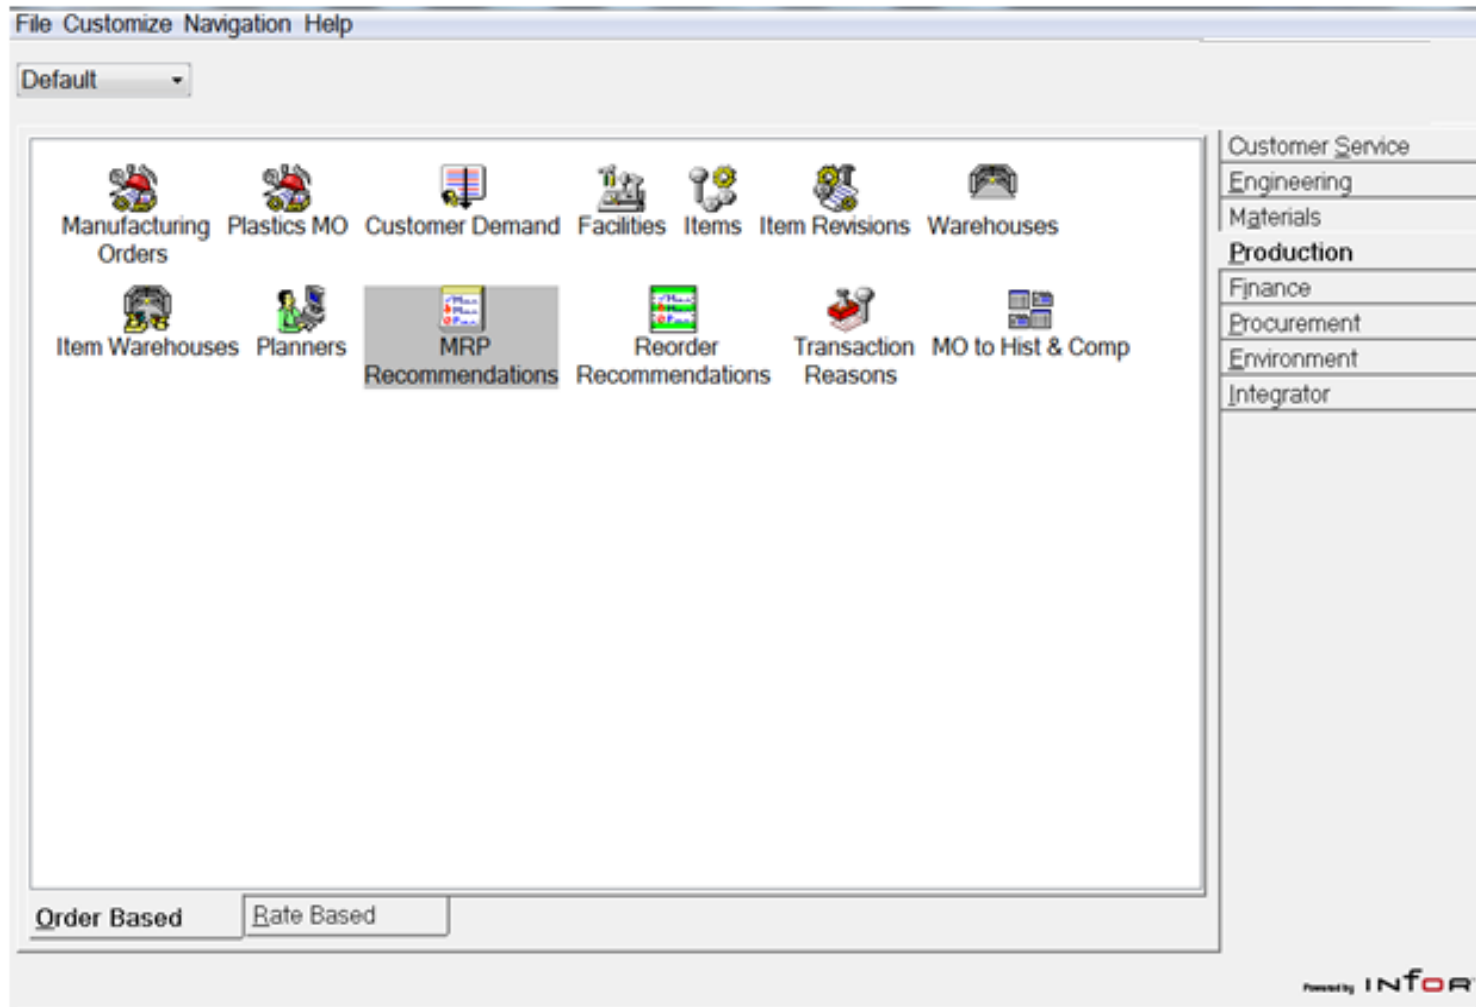 File Customize Navigation Help
Default
Manufacturing Orders
Plastics MO
Customer Demand
Facilities
Items
Item Revisions
Warehouses
Item Warehouses
Planners
MRP Recommendations
Reorder Recommendations
Transaction Reasons
MO to Hist & Comp
Customer Service
Engineering
Materials
Production
Finance
Procurement
Environment
Integrator
Order Based
Rate Based
Powered by infor